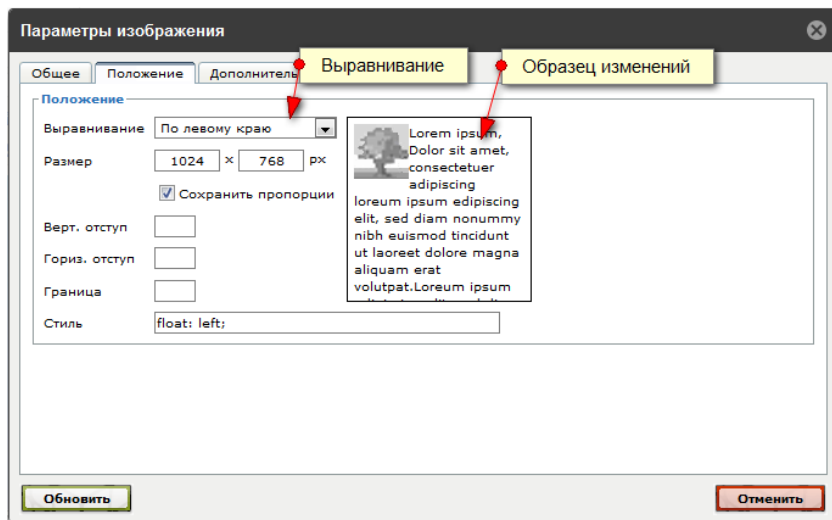 Параметры изображения
Общее
Положение
Дополнитель
Выравнивание
Образец изменений
Положение
Выравнивание
По левому краю
Размер
1024 x 768 px
Сохранить пропорции
Верт. отступ
Гориз. отступ
Граница
Стиль
float: left;
Lorem ipsum,
Dolor sit amet,
consectetuer
adipiscing
loreum ipsum edipiscing
elit, sed diam nonummy
nibh euismod tincidunt
ut laoreet dolore magna
aliquam erat
volutpat.Loreum ipsum
Обновить
Отменить